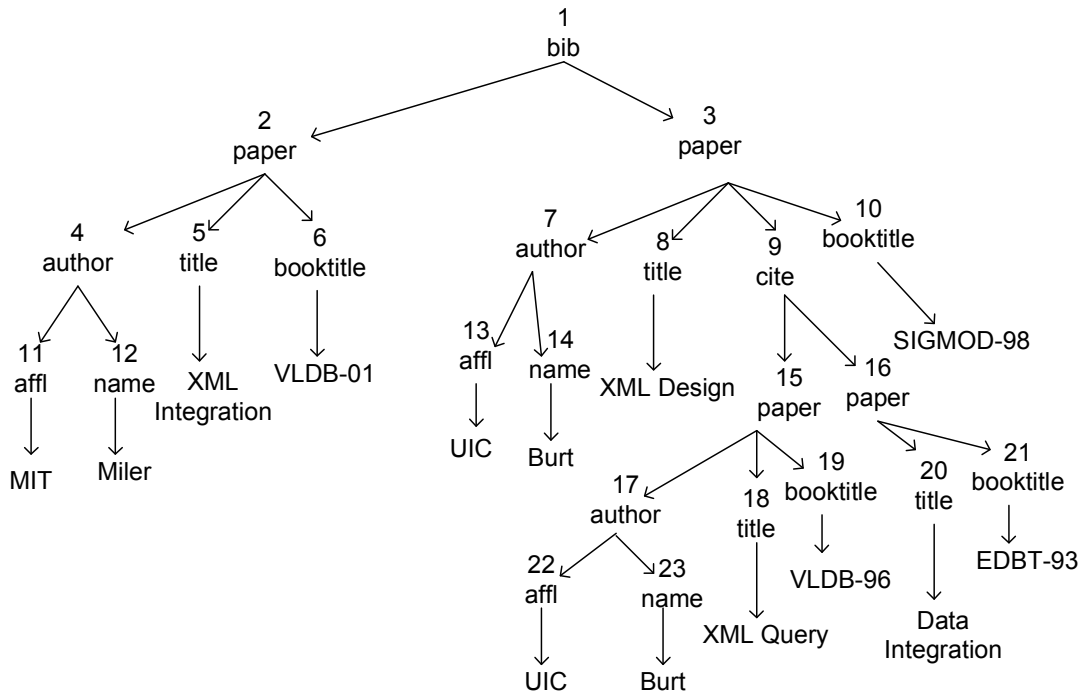 1
bib
2
paper
3
paper
4
author
5
title
6
booktitle
7
author
8
title
9
cite
10
booktitle
11
affl
12
name
XML
Integration
VLDB-01
13
affl
14
name
XML Design
15
paper
16
paper
SIGMOD-98
MIT
Miler
UIC
Burt
17
author
18
title
19
booktitle
20
title
21
booktitle
22
affl
23
name
VLDB-96
EDBT-93
XML Query
Data
Integration
UIC
Burt